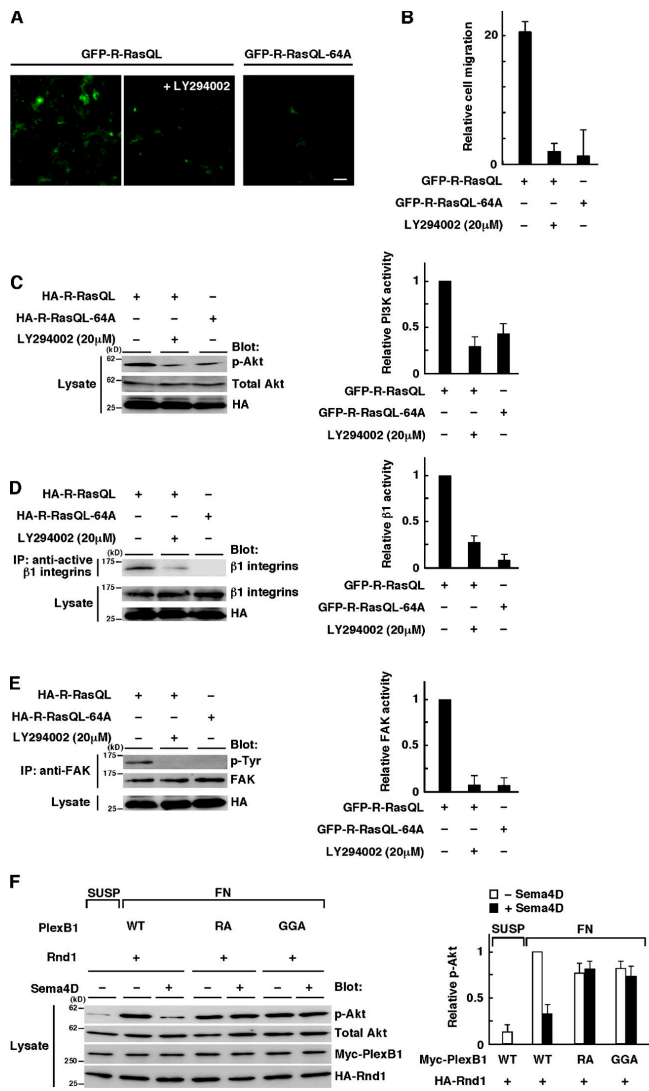 A
GFP-R-RasQL GFP-R-RasQL-64A
+ LY294002
B
Relative cell migration
20
0
GFP-R-RasQL + + –
GFP-R-RasQL-64A – – +
LY294002 (20µM) – + –
C
HA-R-RasQL + + –
HA-R-RasQL-64A – – +
LY294002 (20µM) – + –
(kD) Blot:
62 p-Akt
62 Total Akt
Lysate
25 HA
Relative PI3K activity
1
0.5
0
GFP-R-RasQL + + –
GFP-R-RasQL-64A – – +
LY294002 (20µM) – + –
D
HA-R-RasQL + + –
HA-R-RasQL-64A – – +
LY294002 (20µM) – + –
(kD) Blot:
IP: anti-active β1 integrins
175 β1 integrins
175 β1 integrins
Lysate
25 HA
Relative β1 activity
1
0.5
0
GFP-R-RasQL + + –
GFP-R-RasQL-64A – – +
LY294002 (20µM) – + –
E
HA-R-RasQL + + –
HA-R-RasQL-64A – – +
LY294002 (20µM) – + –
(kD) Blot:
175 p-Tyr
IP: anti-FAK
175 FAK
Lysate
25 HA
Relative FAK activity
1
0.5
0
GFP-R-RasQL + + –
GFP-R-RasQL-64A – – +
LY294002 (20µM) – + –
F
SUSP FN
PlexB1 WT RA GGA
Rnd1 + + +
Sema4D – – + – + – +
(kD) Blot:
62 p-Akt
62 Total Akt
Lysate
250 Myc-PlexB1
25 HA-Rnd1
– Sema4D
+ Sema4D
SUSP FN
Relative p-Akt
1
0.5
0
Myc-PlexB1 WT WT RA GGA
HA-Rnd1 + + + +